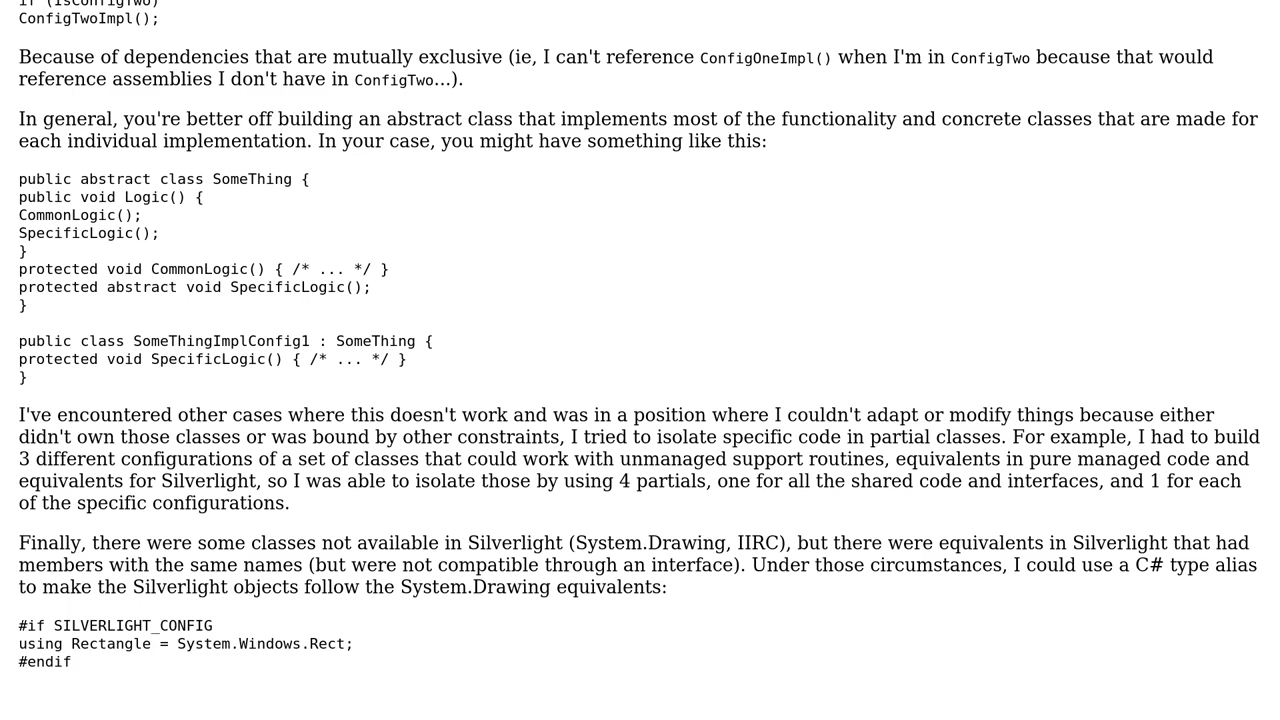 if (IsConfigTwo)
ConfigTwoImpl();
Because of dependencies that are mutually exclusive (ie, I can't reference ConfigOneImpl() when I'm in ConfigTwo because that would
reference assemblies I don't have in ConfigTwo...).
In general, you're better off building an abstract class that implements most of the functionality and concrete classes that are made for
each individual implementation. In your case, you might have something like this:
public abstract class SomeThing {
public void Logic() {
CommonLogic();
SpecificLogic();
}
protected void CommonLogic() { /* ... */ }
protected abstract void SpecificLogic();
}
public class SomeThingImplConfig1 : SomeThing {
protected void SpecificLogic() { /* ... */ }
}
I've encountered other cases where this doesn't work and was in a position where I couldn't adapt or modify things because either
didn't own those classes or was bound by other constraints, I tried to isolate specific code in partial classes. For example, I had to build
3 different configurations of a set of classes that could work with unmanaged support routines, equivalents in pure managed code and
equivalents for Silverlight, so I was able to isolate those by using 4 partials, one for all the shared code and interfaces, and 1 for each
of the specific configurations.
Finally, there were some classes not available in Silverlight (System.Drawing, IIRC), but there were equivalents in Silverlight that had
members with the same names (but were not compatible through an interface). Under those circumstances, I could use a C# type alias
to make the Silverlight objects follow the System.Drawing equivalents:
#if SILVERLIGHT_CONFIG
using Rectangle = System.Windows.Rect;
#endif